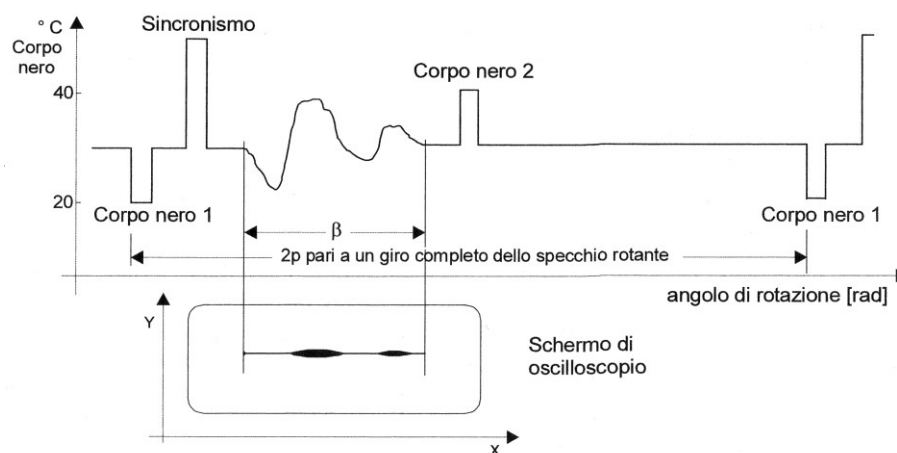 ° C
Corpo
nero
Sincronismo
Corpo nero 2
40
20
Corpo nero 1
Corpo nero 1
β
2p pari a un giro completo dello specchio rotante
angolo di rotazione [rad]
Y
Schermo di
oscilloscopio
X